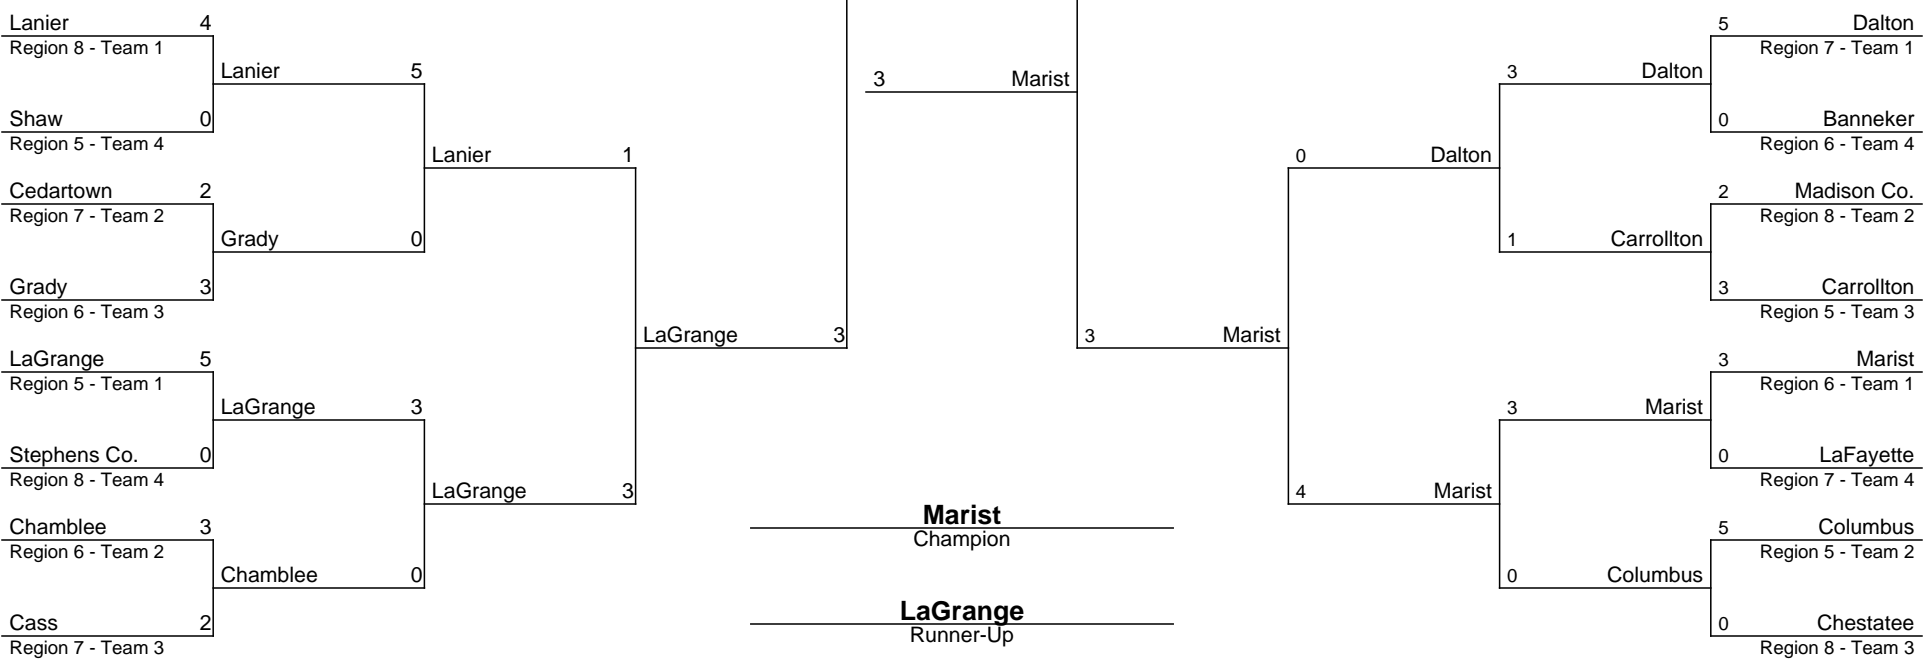 Lanier 4
Region 8 - Team 1
Lanier 5
Shaw 0
Region 5 - Team 4
Lanier 1
Cedartown 2
Region 7 - Team 2
Grady 0
Grady 3
Region 6 - Team 3
LaGrange 3
LaGrange 5
Region 5 - Team 1
LaGrange 3
Stephens Co. 0
Region 8 - Team 4
LaGrange 3
Chamblee 3
Region 6 - Team 2
Chamblee 0
Cass 2
Region 7 - Team 3
3 Marist
Marist
Champion
LaGrange
Runner-Up
5 Dalton
Region 7 - Team 1
3 Dalton
0 Banneker
Region 6 - Team 4
0 Dalton
2 Madison Co.
Region 8 - Team 2
1 Carrollton
3 Carrollton
Region 5 - Team 3
3 Marist
3 Marist
Region 6 - Team 1
3 Marist
0 LaFayette
Region 7 - Team 4
4 Marist
5 Columbus
Region 5 - Team 2
0 Columbus
0 Chestatee
Region 8 - Team 3